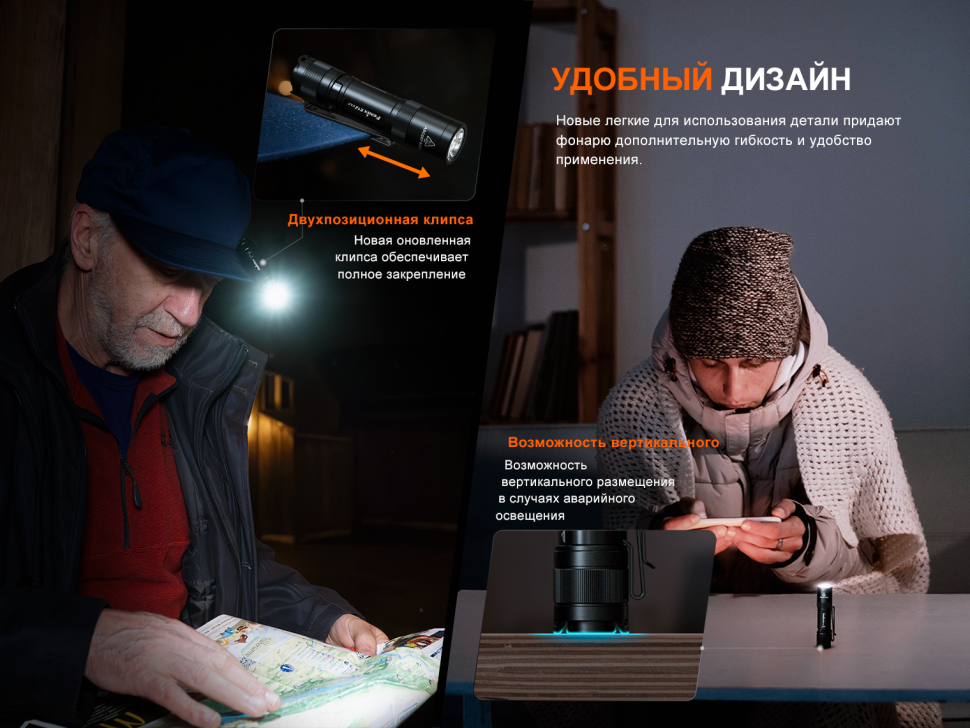 УДОБНЫЙ ДИЗАЙН
Новые легкие для использования детали придают
фонарю дополнительную гибкость и удобство
применения.
Двухпозиционная клипса
Новая оновленная
клипса обеспечивает
полное закрепление
Возможность вертикального
Возможность
вертикального размещения
в случаях аварийного
освещения